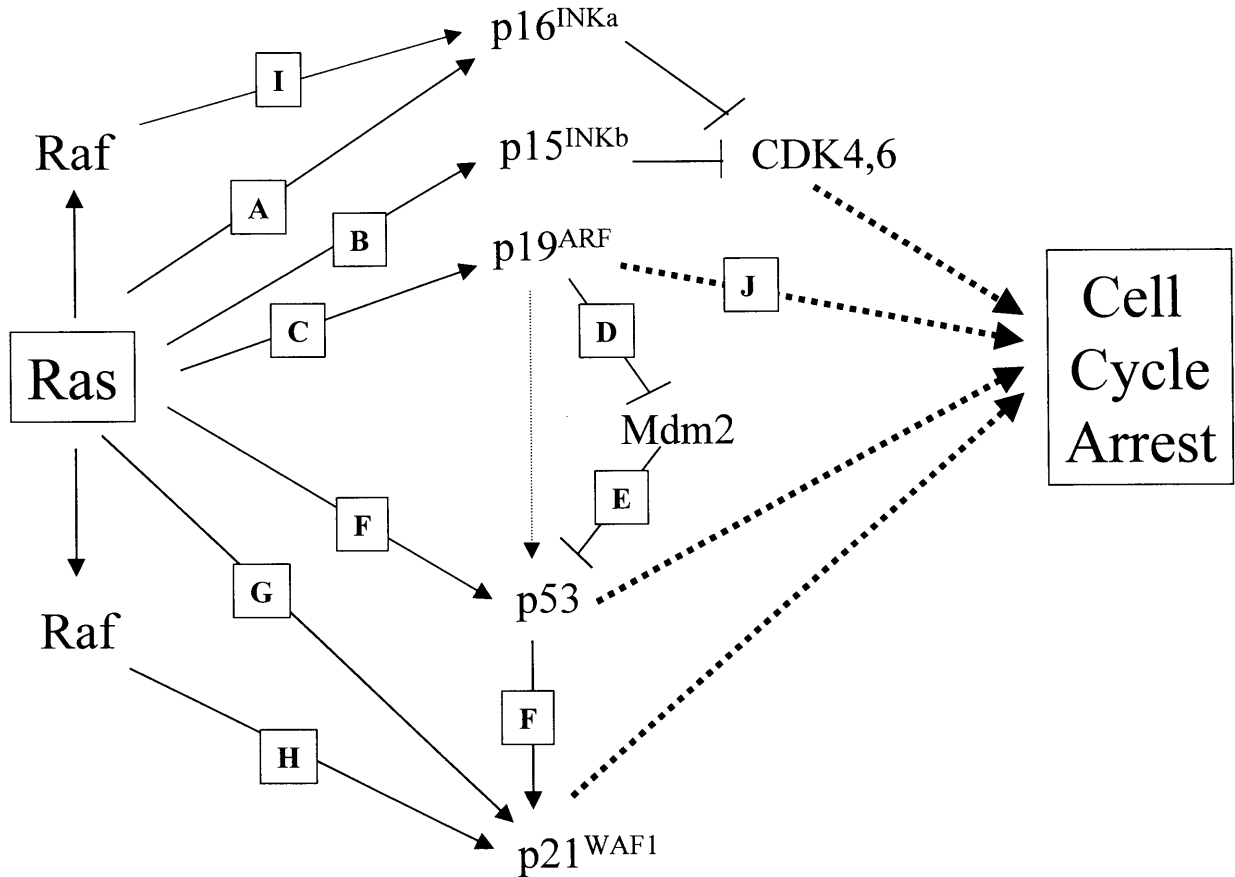 p16INKa
I
Raf
p15INKb
CDK4,6
A
B
p19ARF
J
C
D
Cell
Cycle
Arrest
Ras
Mdm2
E
F
p53
G
Raf
F
H
p21WAF1